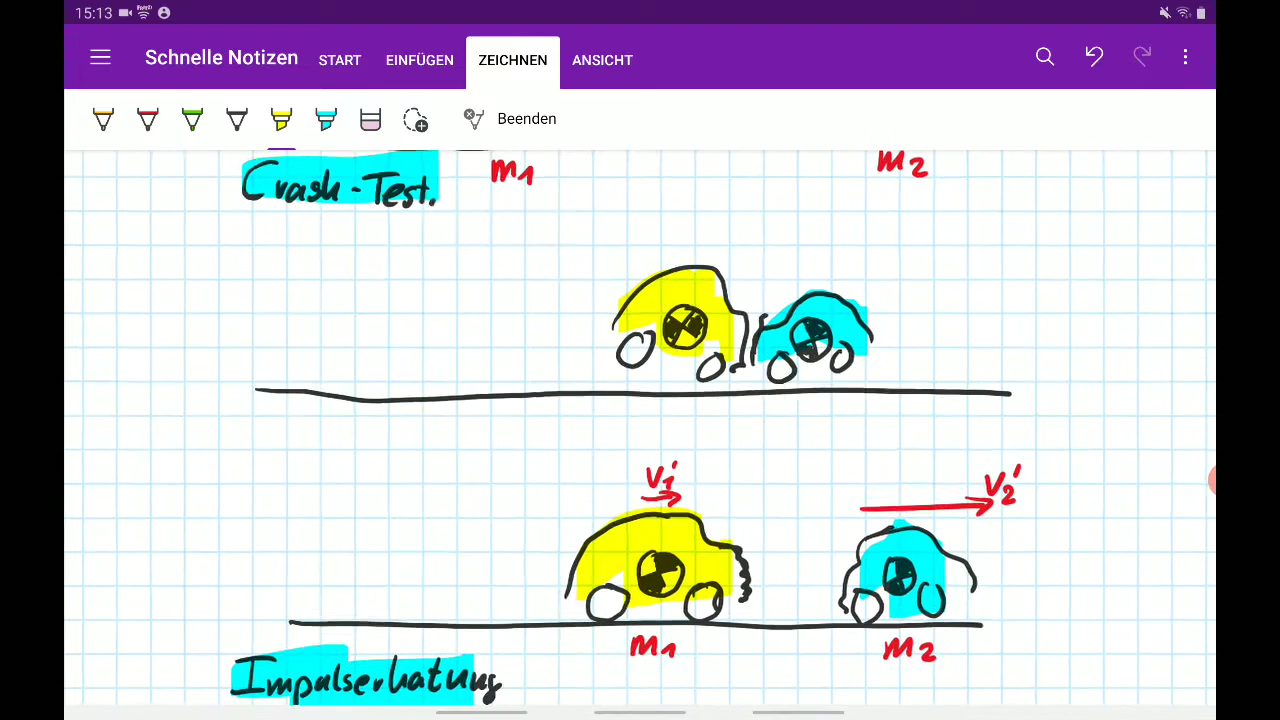 15:13
Schnelle Notizen START EINFÜGEN ZEICHNEN ANSICHT
Beenden
m1 m2
Crash-Test.
v1' v2'
m1 m2
Impulserhatung